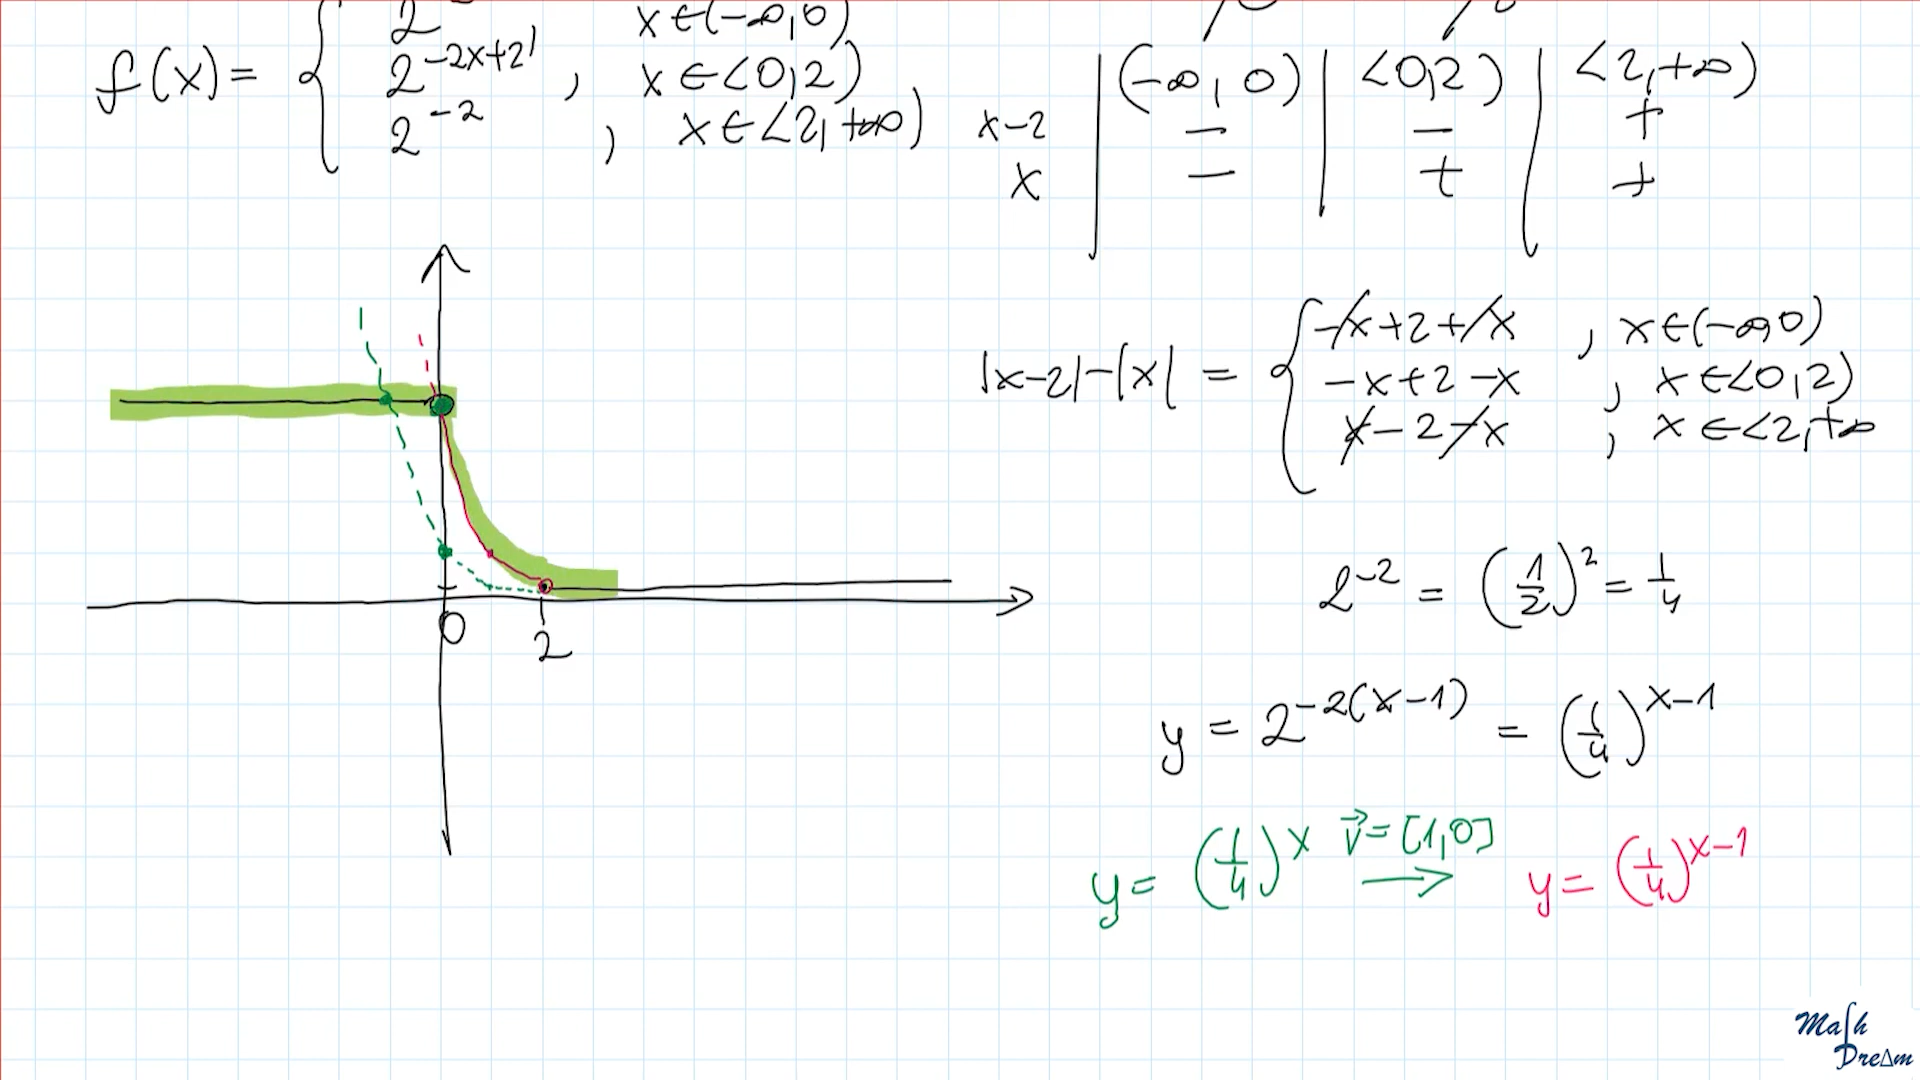 f(x) = { 2 x∈(-∞,0)
2^{-2x+2}, x∈<0,2)
2^{-2}, x∈<2,+∞)
(-∞,0) | <0,2) | <2,+∞)
x-2 | - | - | +
x | - | + | +
|x-2|-|x| = { -x+2+x , x∈(-∞,0)
-x+2-x , x∈<0,2)
x-2-x , x∈<2,+∞
0
2
2^{-2} = (1/2)^2 = 1/4
y = 2^{-2(x-1)} = (1/4)^{x-1}
y = (1/4)^x v⃗=[1,0] → y = (1/4)^{x-1}
Math
Dre∆m